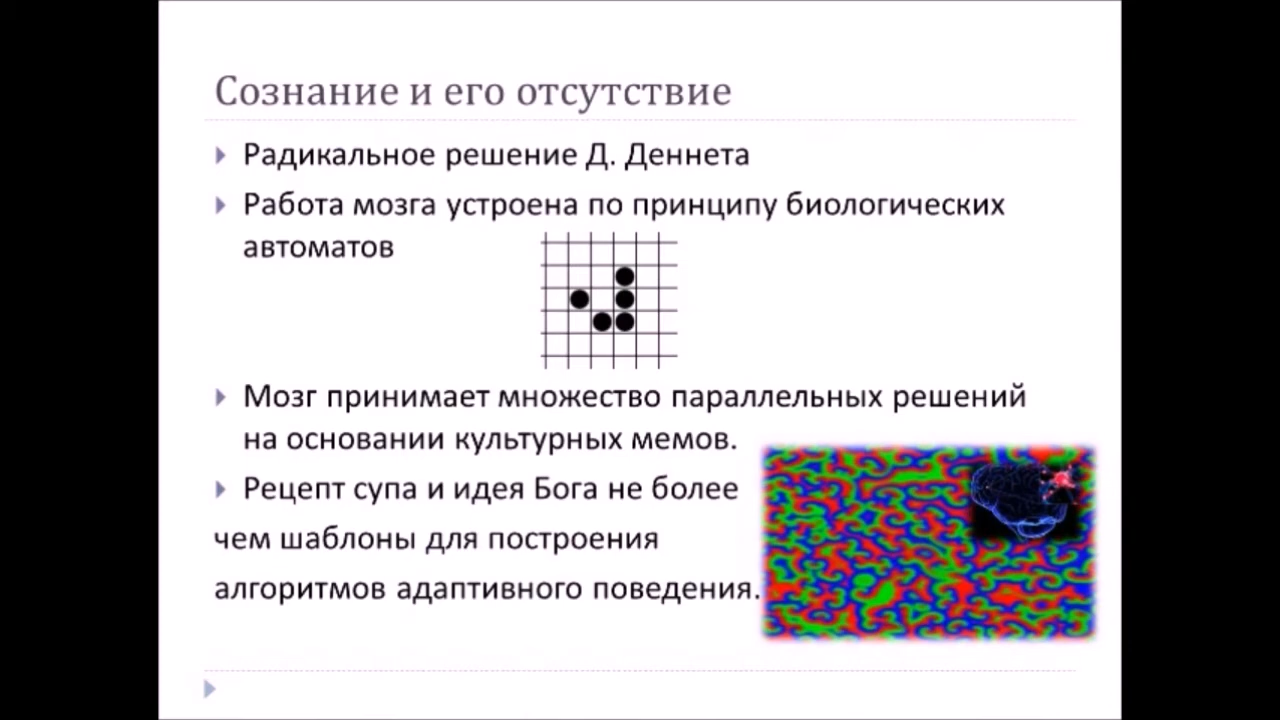 Сознание и его отсутствие
Радикальное решение Д. Деннета
Работа мозга устроена по принципу биологических
автоматов
Мозг принимает множество параллельных решений
на основании культурных мемов.
Рецепт супа и идея Бога не более
чем шаблоны для построения
алгоритмов адаптивного поведения.